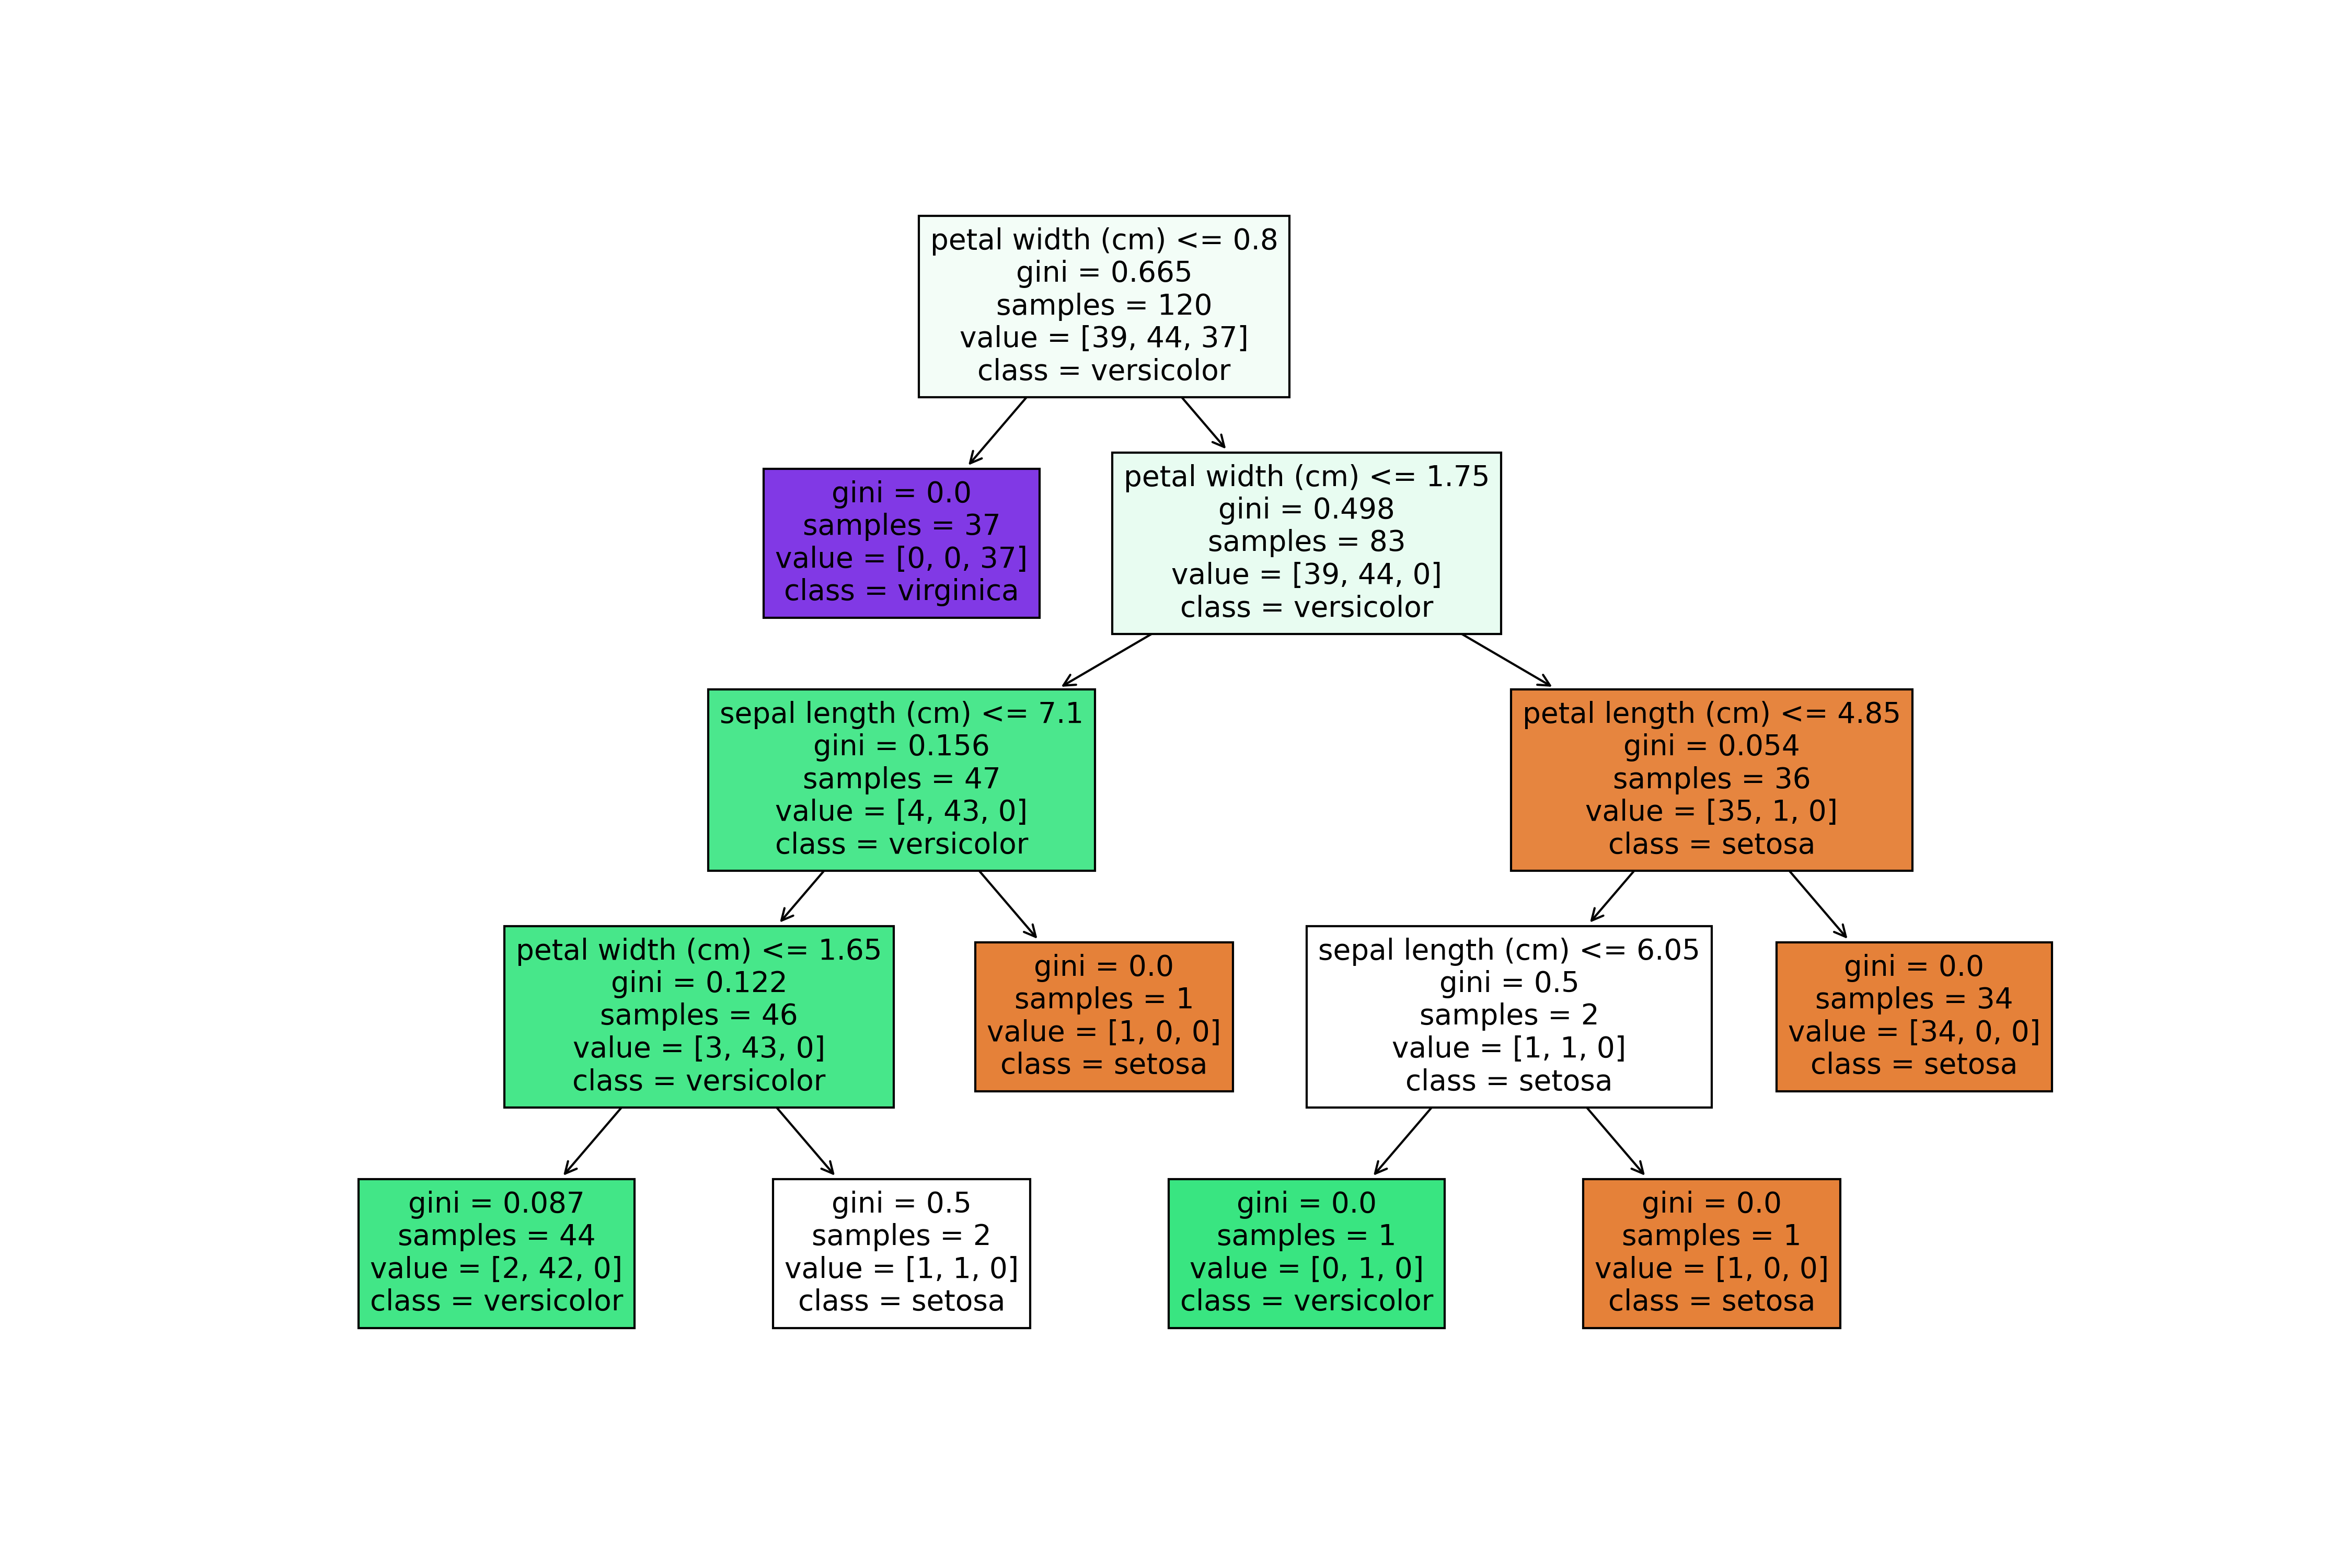 petal width (cm) <= 0.8
gini = 0.665
samples = 120
value = [39, 44, 37]
class = versicolor
gini = 0.0
samples = 37
value = [0, 0, 37]
class = virginica
petal width (cm) <= 1.75
gini = 0.498
samples = 83
value = [39, 44, 0]
class = versicolor
sepal length (cm) <= 7.1
gini = 0.156
samples = 47
value = [4, 43, 0]
class = versicolor
petal length (cm) <= 4.85
gini = 0.054
samples = 36
value = [35, 1, 0]
class = setosa
petal width (cm) <= 1.65
gini = 0.122
samples = 46
value = [3, 43, 0]
class = versicolor
gini = 0.0
samples = 1
value = [1, 0, 0]
class = setosa
sepal length (cm) <= 6.05
gini = 0.5
samples = 2
value = [1, 1, 0]
class = setosa
gini = 0.0
samples = 34
value = [34, 0, 0]
class = setosa
gini = 0.087
samples = 44
value = [2, 42, 0]
class = versicolor
gini = 0.5
samples = 2
value = [1, 1, 0]
class = setosa
gini = 0.0
samples = 1
value = [0, 1, 0]
class = versicolor
gini = 0.0
samples = 1
value = [1, 0, 0]
class = setosa